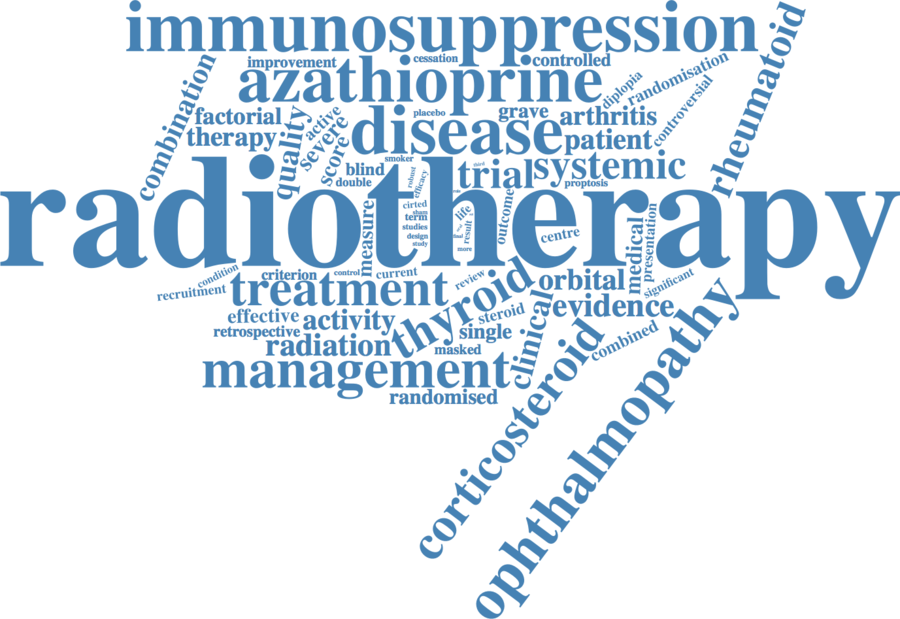 immunosuppression
improvement
cessation
controlled
azathioprine
diplopia
randomisation
rheumatoid
combination
factorial
therapy
quality
active
severe
score
placebo
disease
grave
arthritis
patient
controversial
smoker
blind
double
robust
efficacy
third
trial
systemic
proptosis
radiotherapy
measure
cirted
sham
term
studies
design
study
life
result
more
outcome
centre
medical
presentation
condition
recruitment
criterion
control
current
review
treatment
thyroid
orbital
significant
evidence
effective
activity
steroid
retrospective
single
clinical
radiation
masked
combined
management
randomised
corticosteroid
ophthalmopathy